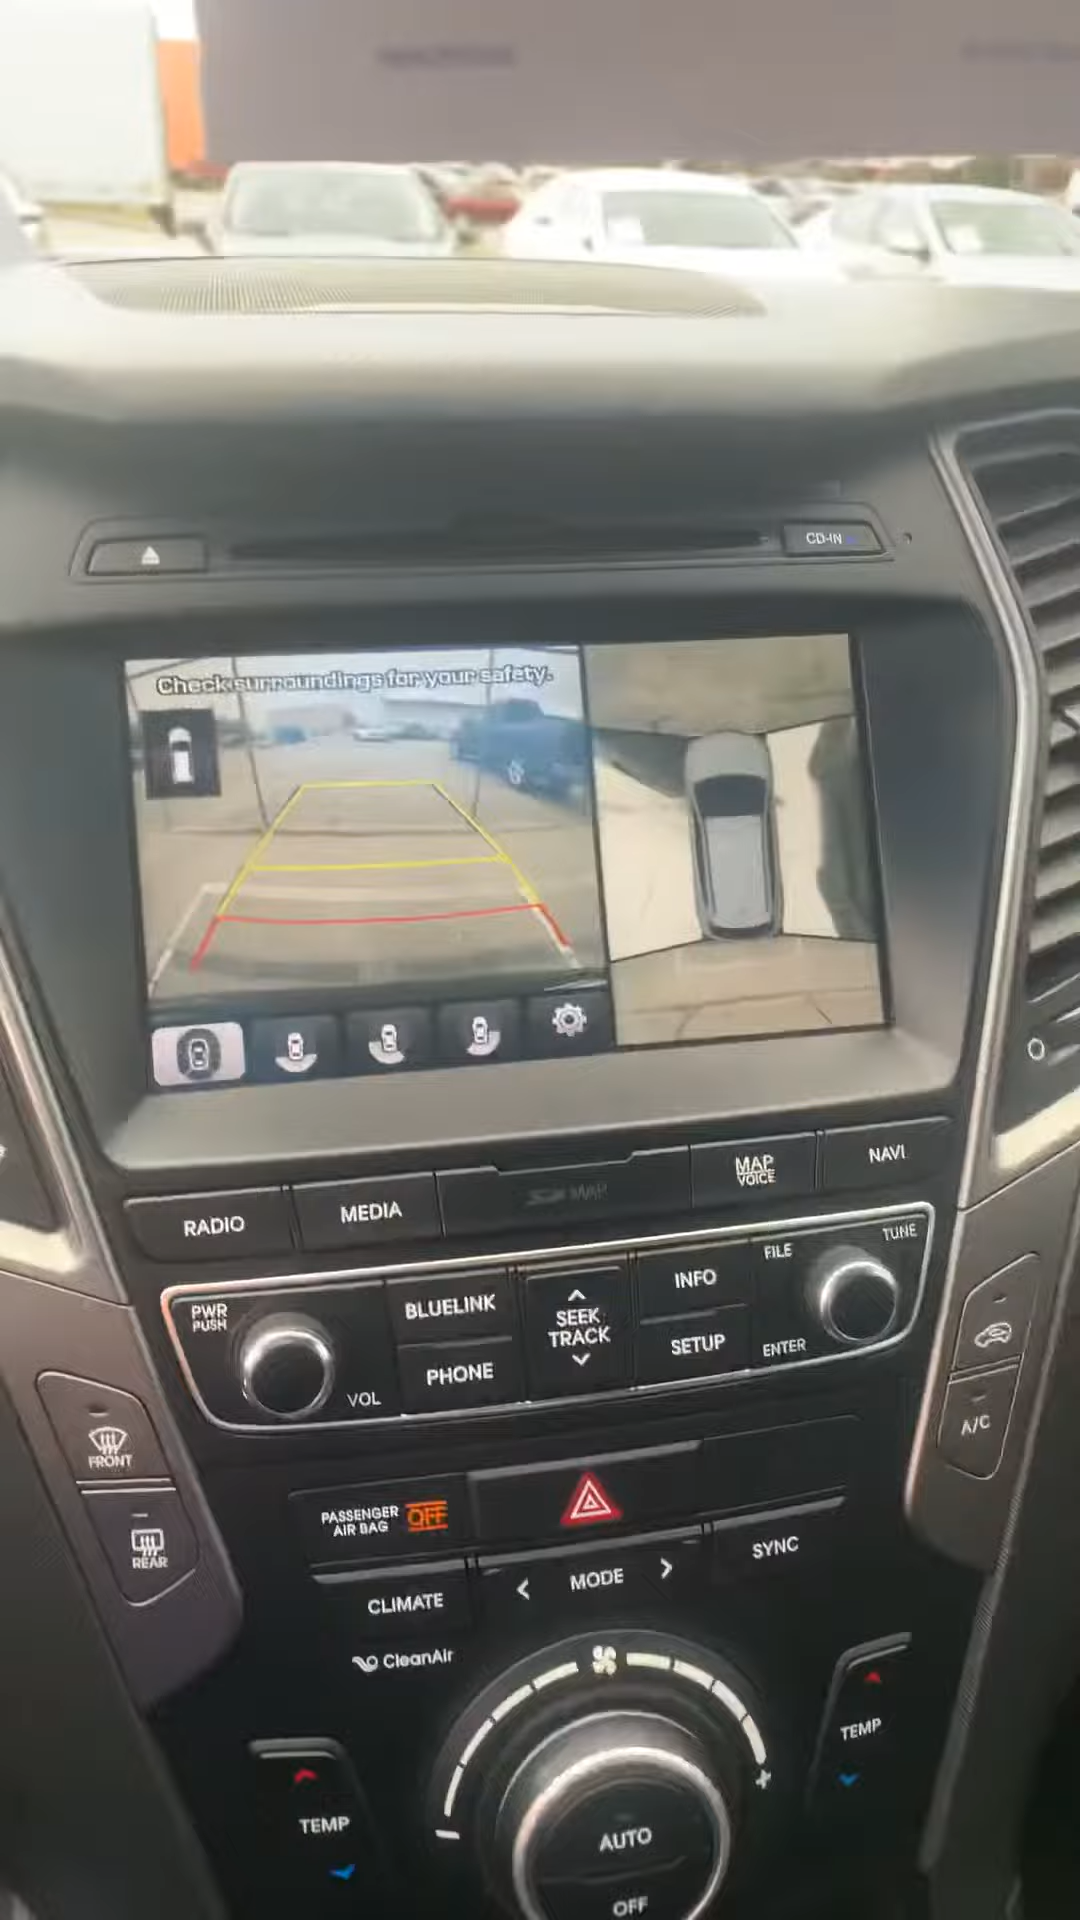 CD-IN
Check surroundings for your safety.
RADIO
MEDIA
MAP
MAP
VOICE
NAVI
PWR
PUSH
VOL
BLUELINK
PHONE
SEEK
TRACK
INFO
SETUP
FILE
TUNE
ENTER
FRONT
REAR
A/C
PASSENGER
AIR BAG
OFF
CLIMATE
MODE
SYNC
CleanAir
TEMP
TEMP
AUTO
OFF